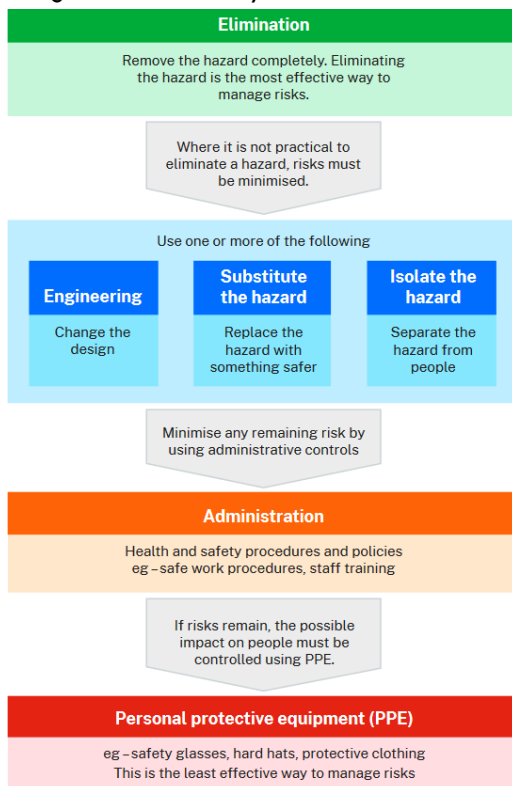 Elimination
Remove the hazard completely. Eliminating
the hazard is the most effective way to
manage risks.
Where it is not practical to
eliminate a hazard, risks must
be minimised.
Use one or more of the following
Engineering
Change the
design
Substitute
the hazard
Replace the
hazard with
something safer
Isolate the
hazard
Separate the
hazard from
people
Minimise any remaining risk by
using administrative controls
Administration
Health and safety procedures and policies
eg – safe work procedures, staff training
If risks remain, the possible
impact on people must be
controlled using PPE.
Personal protective equipment (PPE)
eg – safety glasses, hard hats, protective clothing
This is the least effective way to manage risks